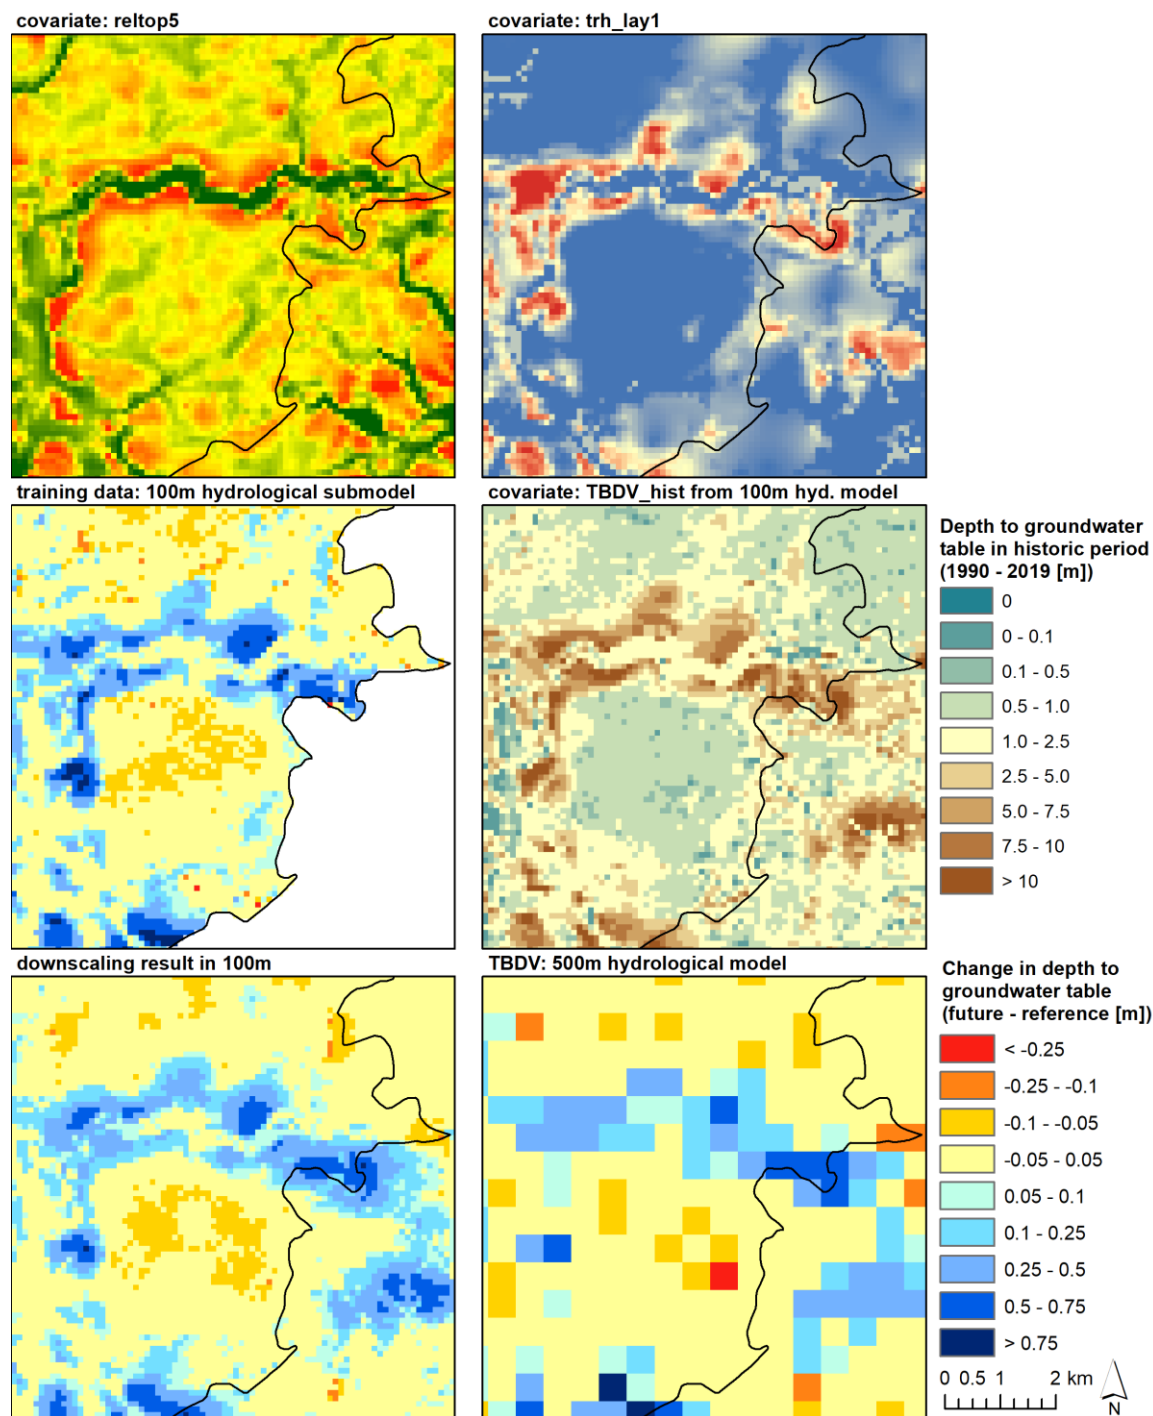 covariate: reltop5
covariate: trh_lay1
training data: 100m hydrological submodel
covariate: TBDV_hist from 100m hyd. model
Depth to groundwater
table in historic period
(1990 - 2019 [m])
0
0 - 0.1
0.1 - 0.5
0.5 - 1.0
1.0 - 2.5
2.5 - 5.0
5.0 - 7.5
7.5 - 10
> 10
downscaling result in 100m
TBDV: 500m hydrological model
Change in depth to
groundwater table
(future - reference [m])
< -0.25
-0.25 - -0.1
-0.1 - -0.05
-0.05 - 0.05
0.05 - 0.1
0.1 - 0.25
0.25 - 0.5
0.5 - 0.75
> 0.75
0 0.5 1 2 km
N